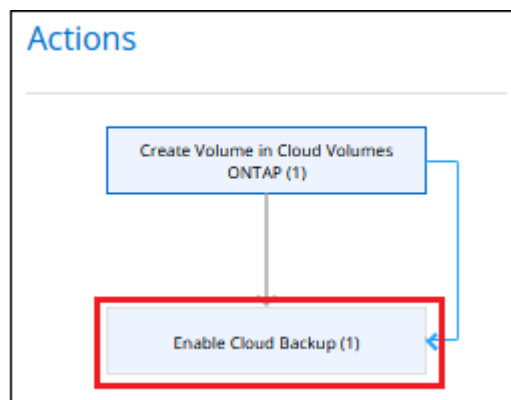 Actions
Create Volume in Cloud Volumes
ONTAP (1)
Enable Cloud Backup (1)